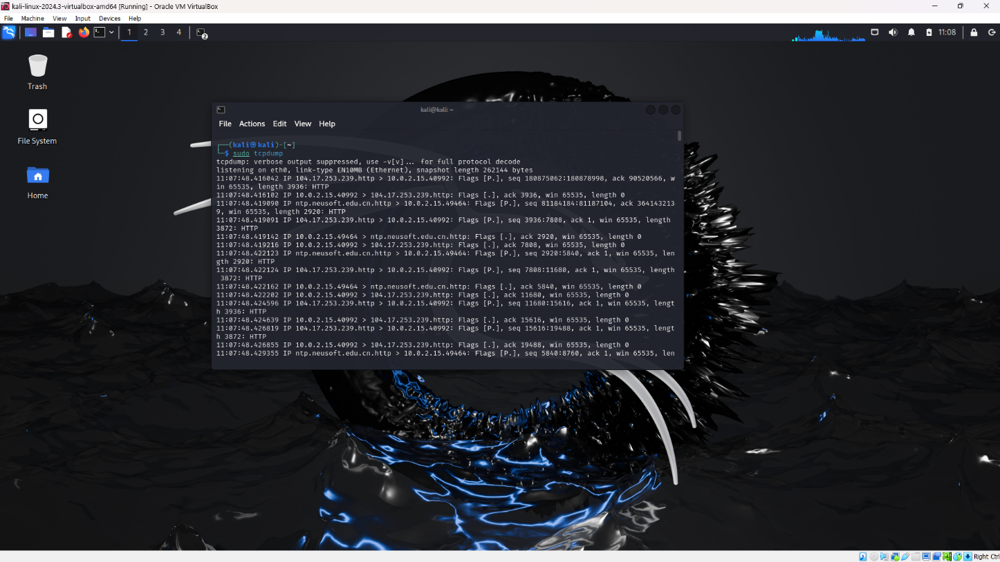 kali-linux-2024.3-virtualbox-amd64 [Running] - Oracle VM VirtualBox
File Machine View Input Devices Help
1 2 3 4 2 11:08
Trash
File System
Home
kali@kali: ~
File Actions Edit View Help
┌──(kali㉿kali)-[~]
└─$ sudo tcpdump
tcpdump: verbose output suppressed, use -v[v]... for full protocol decode
listening on eth0, link-type EN10MB (Ethernet), snapshot length 262144 bytes
11:07:48.416042 IP 104.17.253.239.http > 10.0.2.15.40992: Flags [P.], seq 180875062:180878998, ack 90520566, w
in 65535, length 3936: HTTP
11:07:48.416102 IP 10.0.2.15.40992 > 104.17.253.239.http: Flags [.], ack 3936, win 65535, length 0
11:07:48.419090 IP ntp.neusoft.edu.cn.http > 10.0.2.15.49464: Flags [P.], seq 81184184:81187104, ack 364143213
9, win 65535, length 2920: HTTP
11:07:48.419091 IP 104.17.253.239.http > 10.0.2.15.40992: Flags [P.], seq 3936:7808, ack 1, win 65535, length
3872: HTTP
11:07:48.419142 IP 10.0.2.15.49464 > ntp.neusoft.edu.cn.http: Flags [.], ack 2920, win 65535, length 0
11:07:48.419216 IP 10.0.2.15.40992 > 104.17.253.239.http: Flags [.], ack 7808, win 65535, length 0
11:07:48.422123 IP ntp.neusoft.edu.cn.http > 10.0.2.15.49464: Flags [P.], seq 2920:5840, ack 1, win 65535, len
gth 2920: HTTP
11:07:48.422124 IP 104.17.253.239.http > 10.0.2.15.40992: Flags [P.], seq 7808:11680, ack 1, win 65535, length
3872: HTTP
11:07:48.422162 IP 10.0.2.15.49464 > ntp.neusoft.edu.cn.http: Flags [.], ack 5840, win 65535, length 0
11:07:48.422202 IP 10.0.2.15.40992 > 104.17.253.239.http: Flags [.], ack 11680, win 65535, length 0
11:07:48.424596 IP 104.17.253.239.http > 10.0.2.15.40992: Flags [P.], seq 11680:15616, ack 1, win 65535, lengt
h 3936: HTTP
11:07:48.424639 IP 10.0.2.15.40992 > 104.17.253.239.http: Flags [.], ack 15616, win 65535, length 0
11:07:48.426819 IP 104.17.253.239.http > 10.0.2.15.40992: Flags [P.], seq 15616:19488, ack 1, win 65535, lengt
h 3872: HTTP
11:07:48.426855 IP 10.0.2.15.40992 > 104.17.253.239.http: Flags [.], ack 19488, win 65535, length 0
11:07:48.429355 IP ntp.neusoft.edu.cn.http > 10.0.2.15.49464: Flags [P.], seq 5840:8760, ack 1, win 65535, len
Right Ctrl